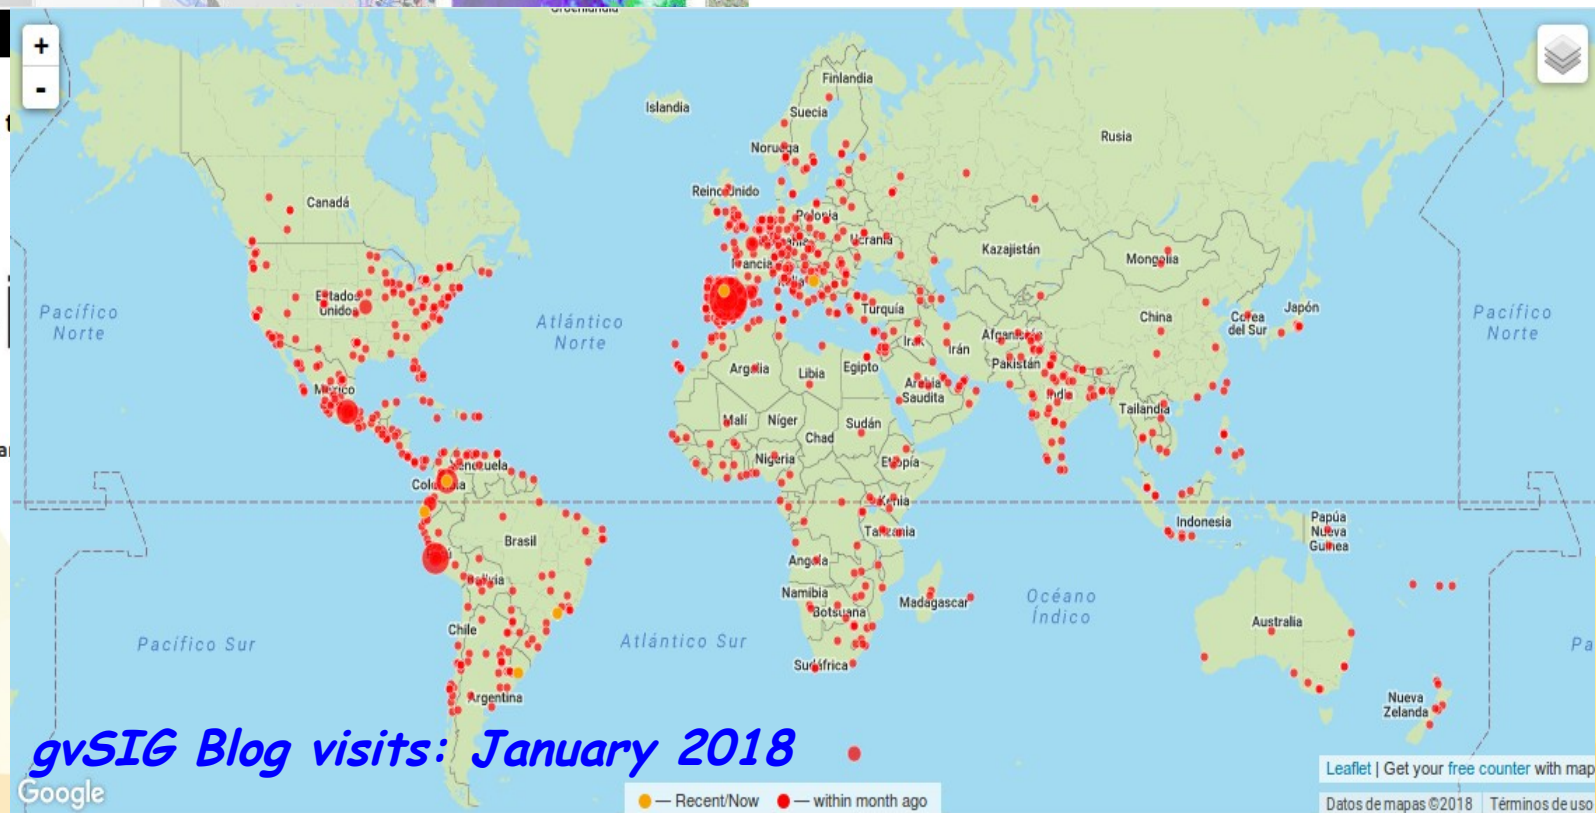 Groenlandia
+
-
Finlandia
Islandia
Suecia
Rusia
Noruega
Reino Unido
Canadá
Polonia
Ucrania
Kazajistán
Mongolia
Francia
Italia
Estados
Unidos
Pacífico
Norte
Atlántico
Norte
Turquía
China
Corea
del Sur
Japón
Pacífico
Norte
Afganistán
Irak
Irán
Pakistán
Argelia
Libia
Egipto
Arabia
Saudita
India
México
Tailandia
Malí
Níger
Sudán
Chad
Nigeria
Etiopía
Venezuela
Colombia
Kenia
Indonesia
Papúa
Nueva
Guinea
Brasil
Tanzania
Angola
Bolivia
Namibia
Botsuana
Madagascar
Océano
Índico
Australia
Chile
Pacífico Sur
Atlántico Sur
Pa
Sudáfrica
Argentina
Nueva
Zelanda
gvSIG Blog visits: January 2018
Google
Recent/Now — within month ago
Leaflet | Get your free counter with map
Datos de mapas ©2018 Términos de uso